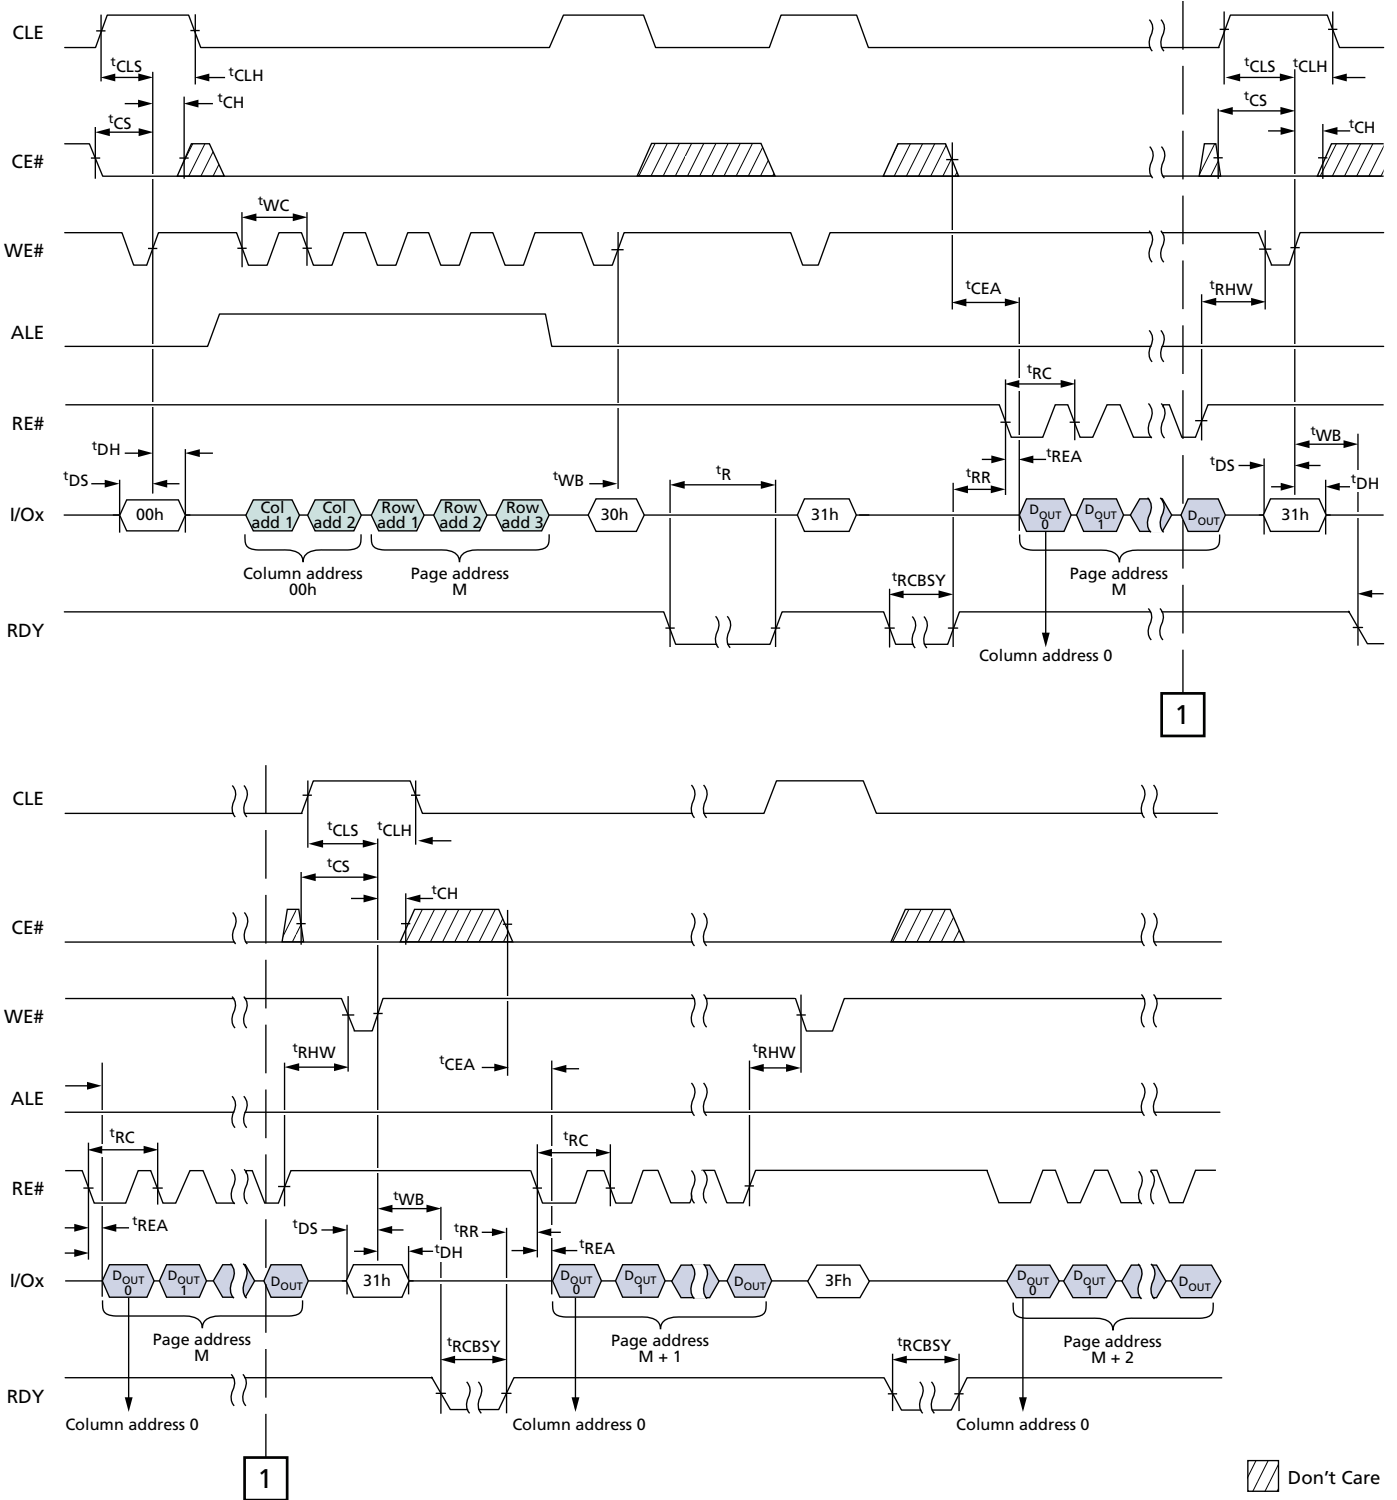 CLE
tCLS
tCLH
tCLS
tCLH
tCH
tCS
tCS
tCH
CE#
tWC
WE#
tCEA
tRHW
ALE
tRC
RE#
tDH
tWB
tREA
tDS
tWB
tR
tRR
tDS
tDH
I/Ox
00h
Col add 1
Col add 2
Row add 1
Row add 2
Row add 3
30h
31h
DOUT 0
DOUT 1
DOUT
31h
Column address 00h
Page address M
Page address M
tRCBSY
RDY
Column address 0
1
CLE
tCLS
tCLH
tCS
tCH
CE#
WE#
tRHW
tCEA
tRHW
ALE
tRC
tRC
RE#
tWB
tREA
tDS
tRR
tDH
tREA
I/Ox
DOUT 0
DOUT 1
DOUT
31h
DOUT 0
DOUT 1
DOUT
3Fh
DOUT 0
DOUT 1
DOUT
Page address M
Page address M + 1
Page address M + 2
tRCBSY
tRCBSY
RDY
Column address 0
Column address 0
Column address 0
1
Don't Care